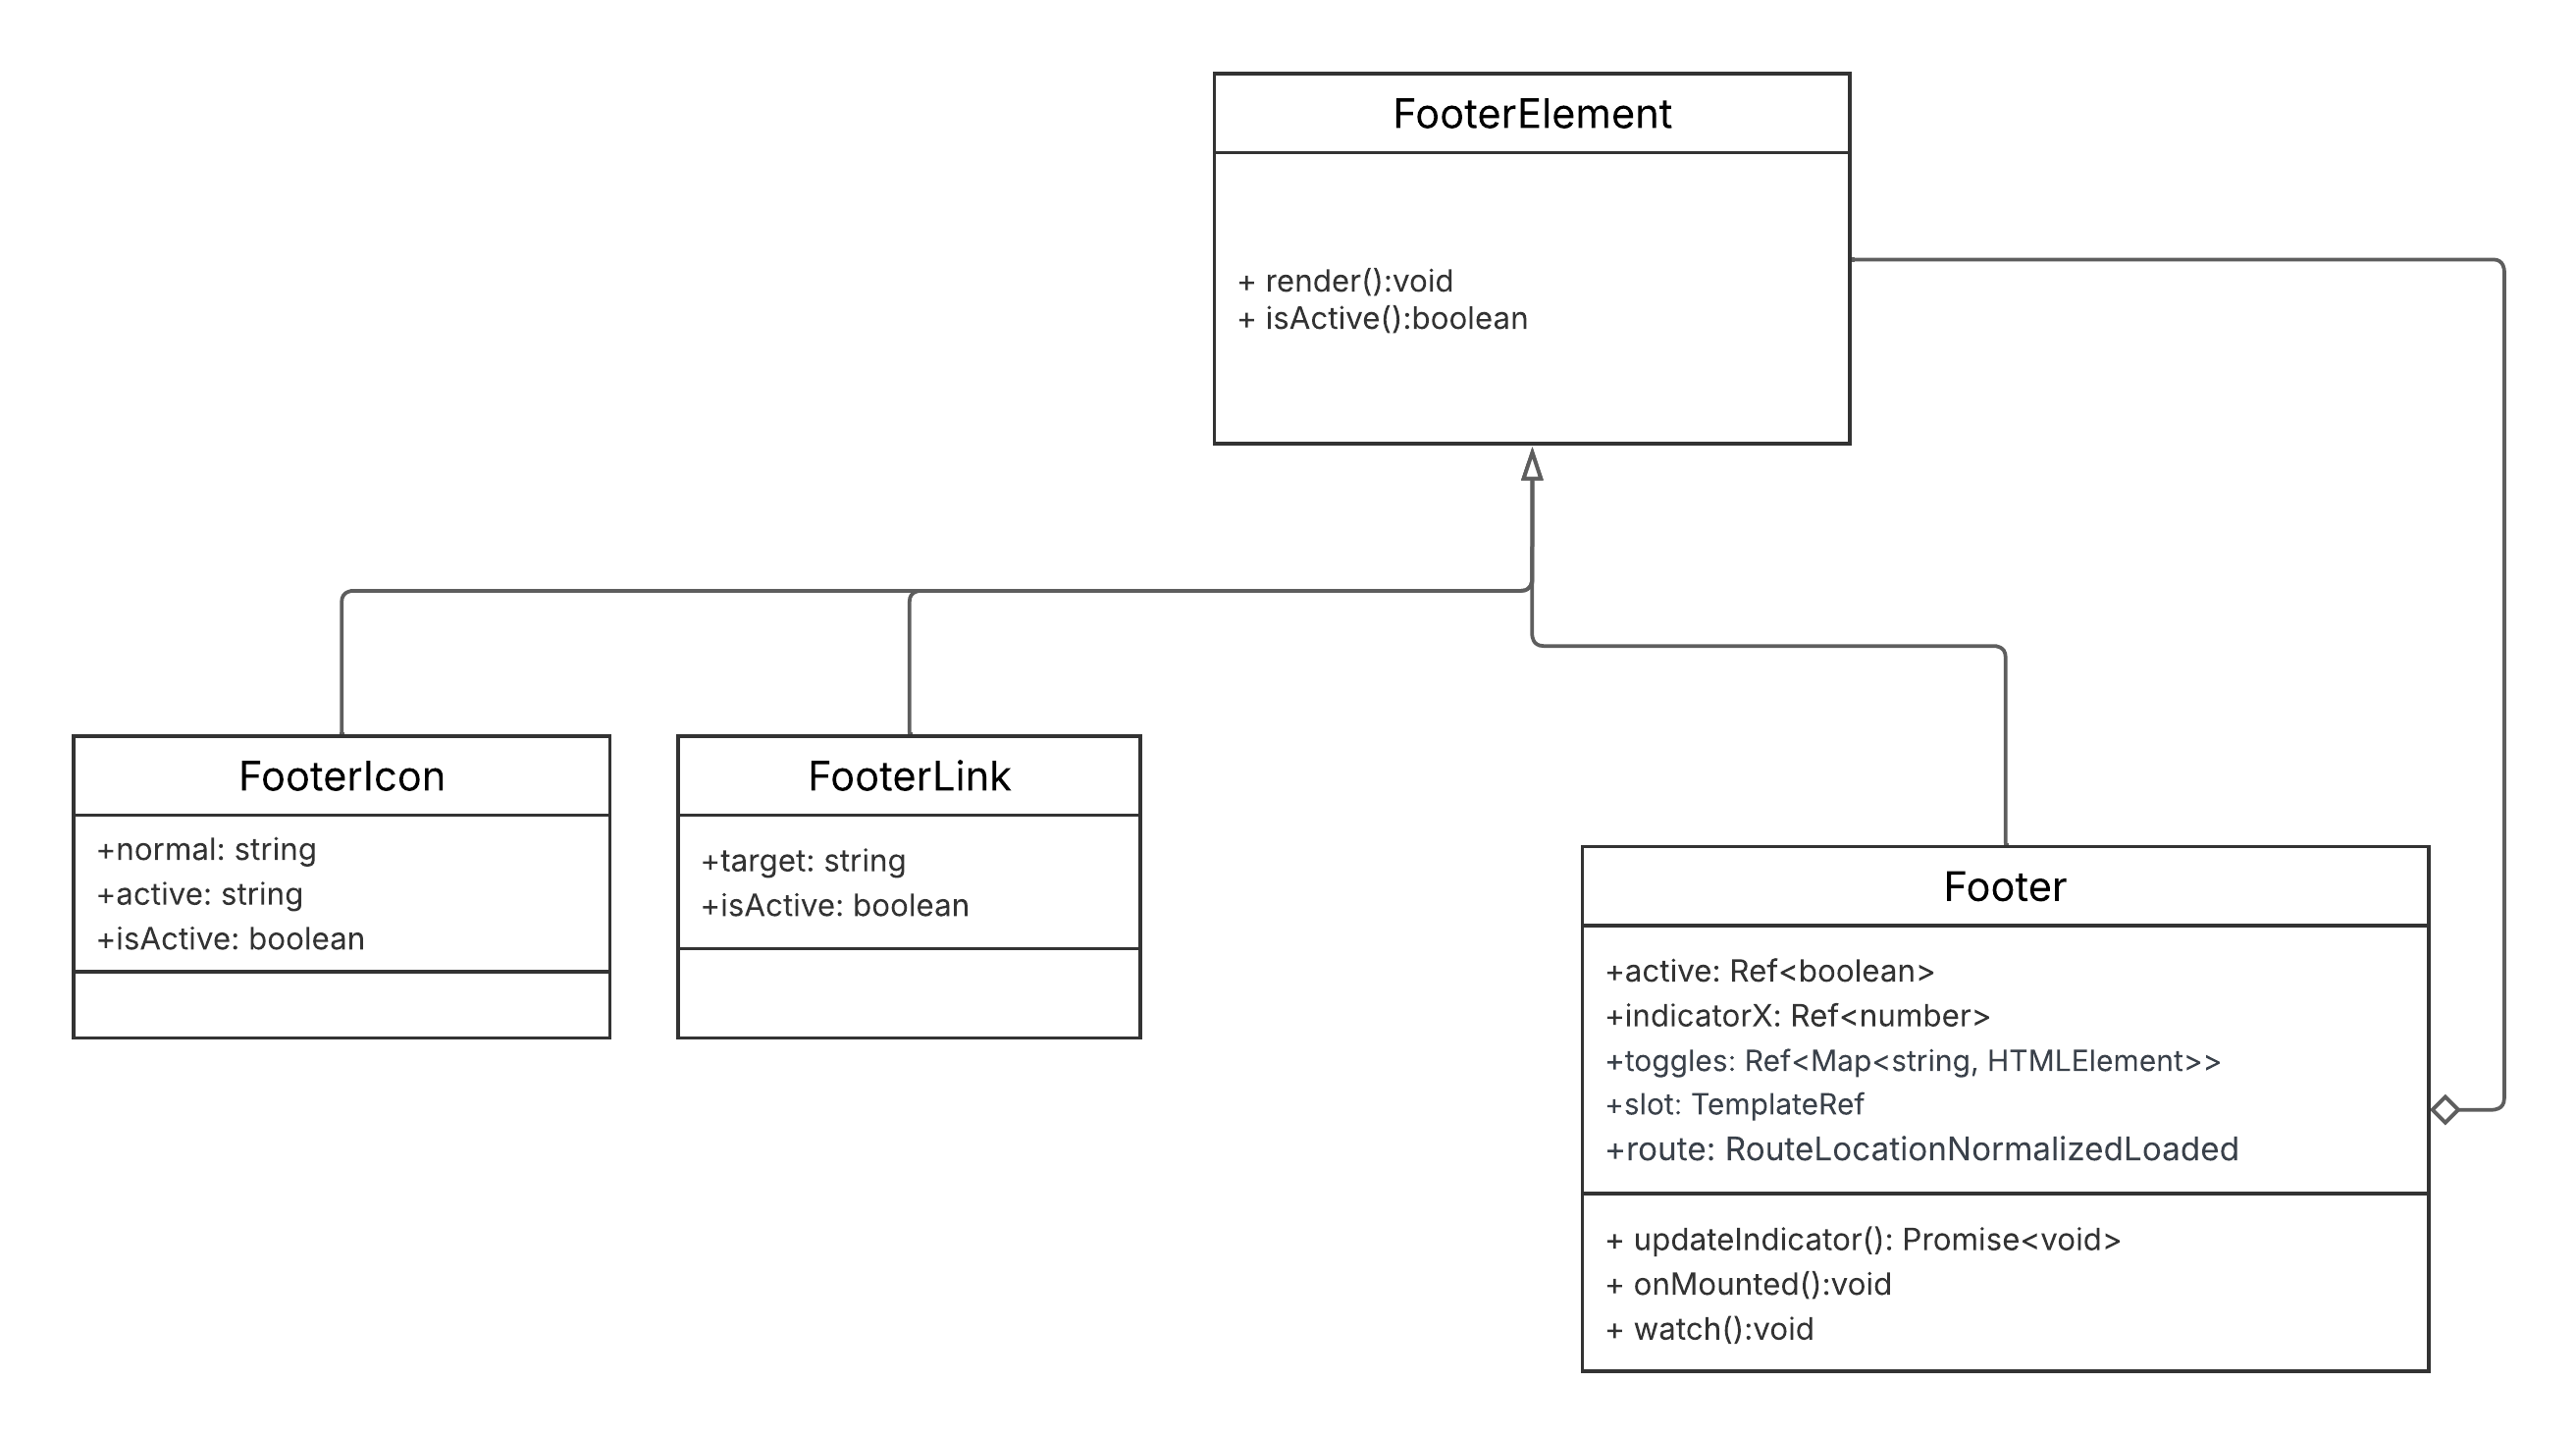 FooterElement
+ render():void
+ isActive():boolean
FooterIcon
+normal: string
+active: string
+isActive: boolean
FooterLink
+target: string
+isActive: boolean
Footer
+active: Ref<boolean>
+indicatorX: Ref<number>
+toggles: Ref<Map<string, HTMLElement>>
+slot: TemplateRef
+route: RouteLocationNormalizedLoaded
+ updateIndicator(): Promise<void>
+ onMounted():void
+ watch():void